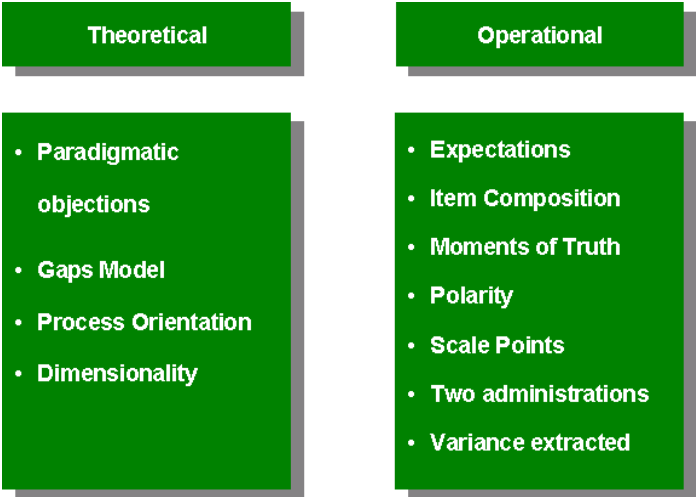 Theoretical
Operational
• Paradigmatic
objections
• Gaps Model
• Process Orientation
• Dimensionality
• Expectations
• Item Composition
• Moments of Truth
• Polarity
• Scale Points
• Two administrations
• Variance extracted